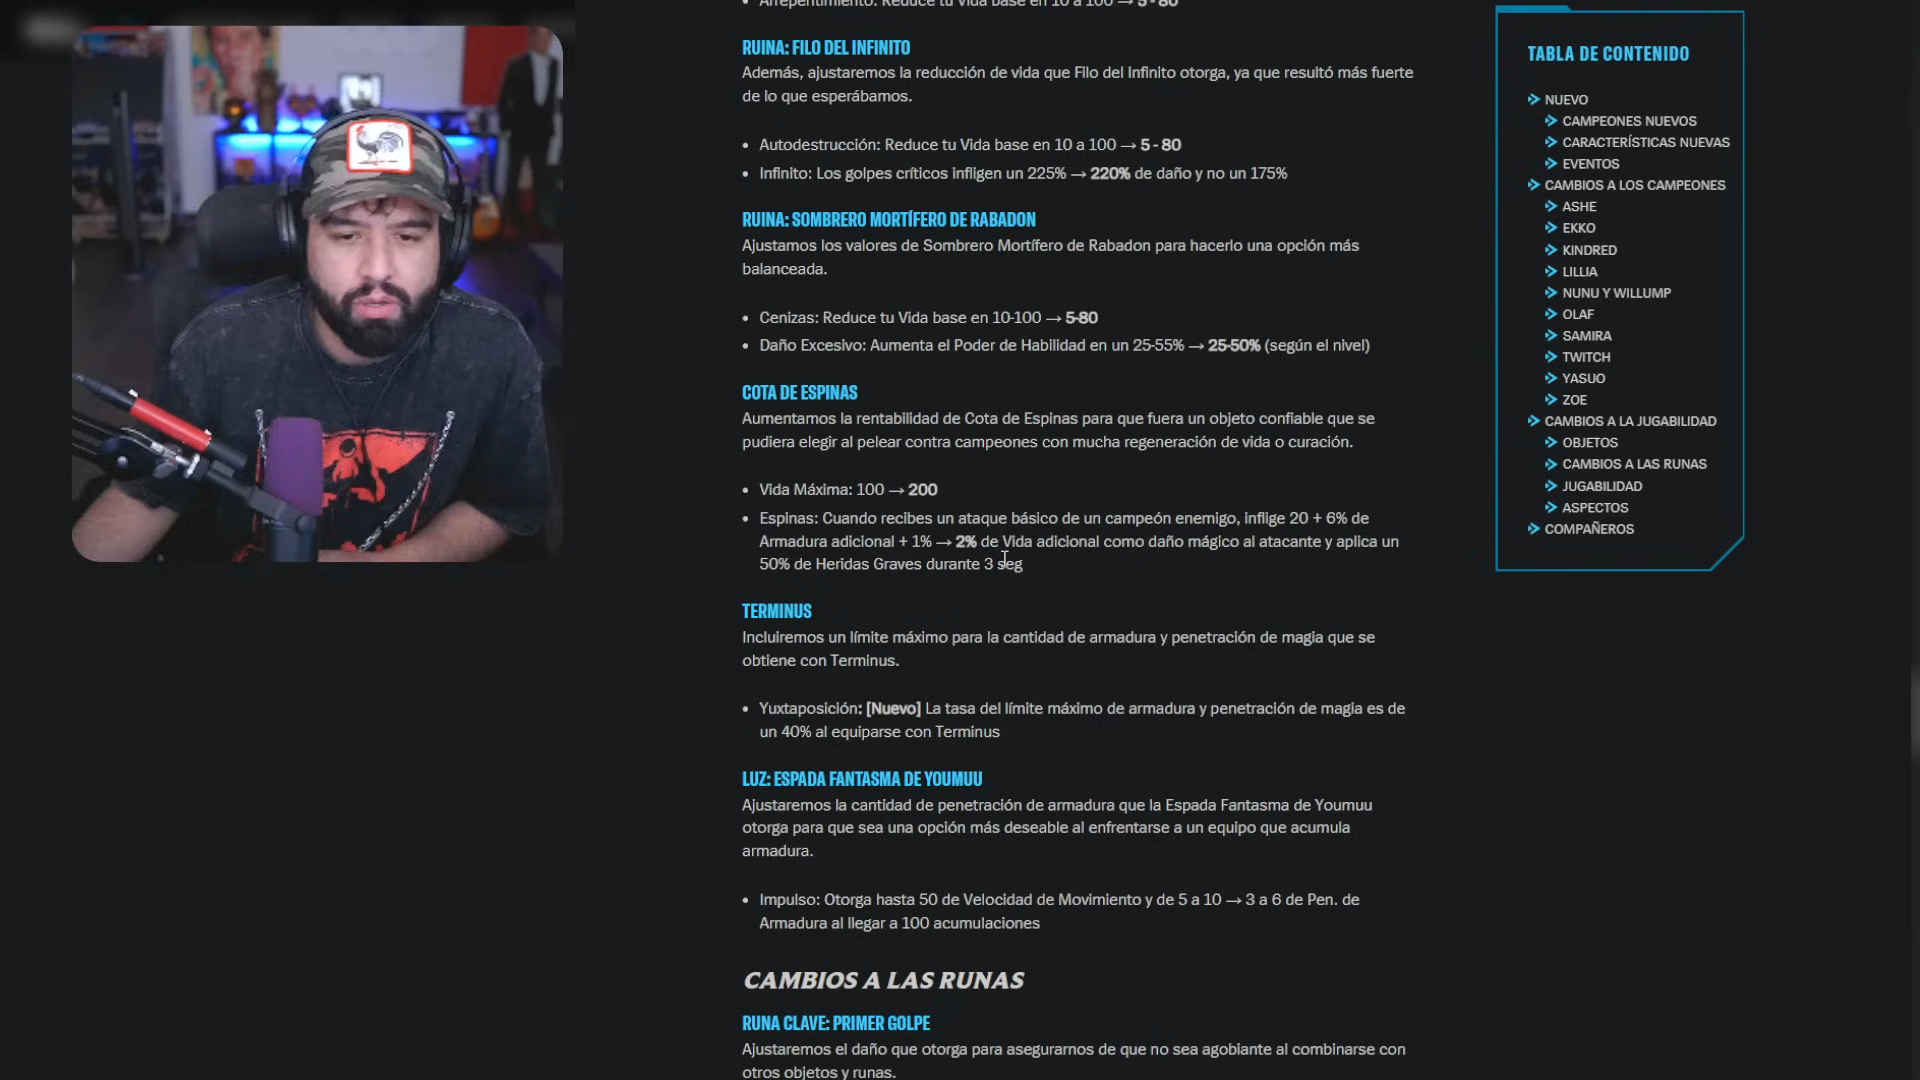 Arrepentimiento: Reduce tu Vida base en 10 a 100 → 5 - 80
RUINA: FILO DEL INFINITO
Además, ajustaremos la reducción de vida que Filo del Infinito otorga, ya que resultó más fuerte
de lo que esperábamos.
• Autodestrucción: Reduce tu Vida base en 10 a 100 → 5 - 80
• Infinito: Los golpes críticos infligen un 225% → 220% de daño y no un 175%
RUINA: SOMBRERO MORTÍFERO DE RABADON
Ajustamos los valores de Sombrero Mortífero de Rabadon para hacerlo una opción más
balanceada.
• Cenizas: Reduce tu Vida base en 10-100 → 5-80
• Daño Excesivo: Aumenta el Poder de Habilidad en un 25-55% → 25-50% (según el nivel)
COTA DE ESPINAS
Aumentamos la rentabilidad de Cota de Espinas para que fuera un objeto confiable que se
pudiera elegir al pelear contra campeones con mucha regeneración de vida o curación.
• Vida Máxima: 100 → 200
• Espinas: Cuando recibes un ataque básico de un campeón enemigo, inflige 20 + 6% de
Armadura adicional + 1% → 2% de Vida adicional como daño mágico al atacante y aplica un
50% de Heridas Graves durante 3 seg
TERMINUS
Incluiremos un límite máximo para la cantidad de armadura y penetración de magia que se
obtiene con Terminus.
• Yuxtaposición: [Nuevo] La tasa del límite máximo de armadura y penetración de magia es de
un 40% al equiparse con Terminus
LUZ: ESPADA FANTASMA DE YOUMUU
Ajustaremos la cantidad de penetración de armadura que la Espada Fantasma de Youmuu
otorga para que sea una opción más deseable al enfrentarse a un equipo que acumula
armadura.
• Impulso: Otorga hasta 50 de Velocidad de Movimiento y de 5 a 10 → 3 a 6 de Pen. de
Armadura al llegar a 100 acumulaciones
CAMBIOS A LAS RUNAS
RUNA CLAVE: PRIMER GOLPE
Ajustaremos el daño que otorga para asegurarnos de que no sea agobiante al combinarse con
otros objetos y runas.
TABLA DE CONTENIDO
NUEVO
CAMPEONES NUEVOS
CARACTERÍSTICAS NUEVAS
EVENTOS
CAMBIOS A LOS CAMPEONES
ASHE
EKKO
KINDRED
LILLIA
NUNU Y WILLUMP
OLAF
SAMIRA
TWITCH
YASUO
ZOE
CAMBIOS A LA JUGABILIDAD
OBJETOS
CAMBIOS A LAS RUNAS
JUGABILIDAD
ASPECTOS
COMPAÑEROS